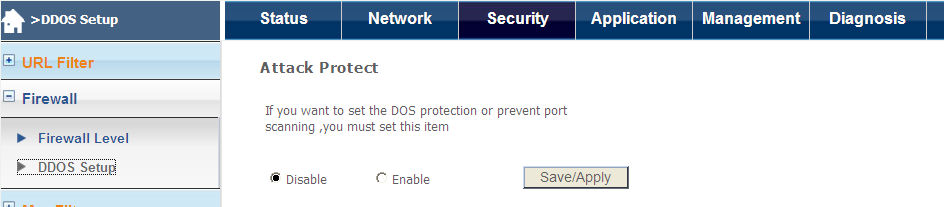 >DDOS Setup
Status Network Security Application Management Diagnosis
URL Filter
Firewall
Firewall Level
DDOS Setup
Attack Protect
If you want to set the DOS protection or prevent port
scanning ,you must set this item
Disable Enable Save/Apply